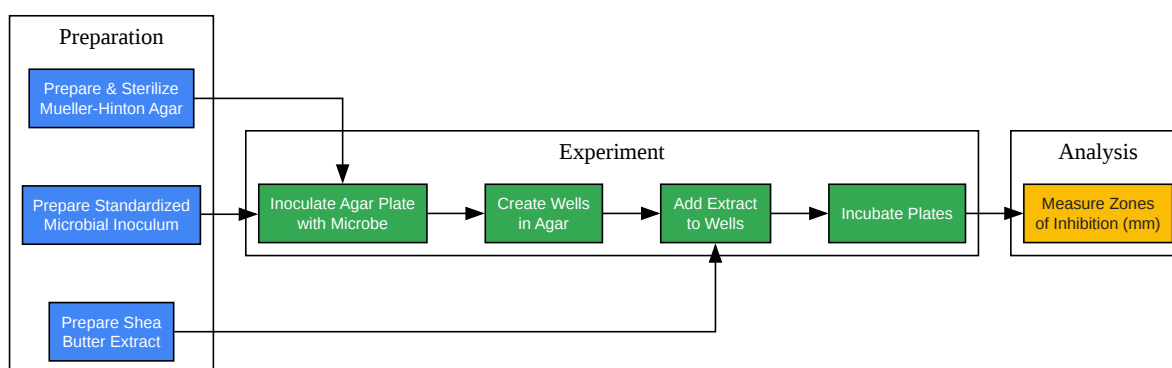 Preparation
Prepare & Sterilize
Mueller-Hinton Agar
Prepare Standardized
Microbial Inoculum
Prepare Shea
Butter Extract
Experiment
Inoculate Agar Plate
with Microbe
Create Wells
in Agar
Add Extract
to Wells
Incubate Plates
Analysis
Measure Zones
of Inhibition (mm)